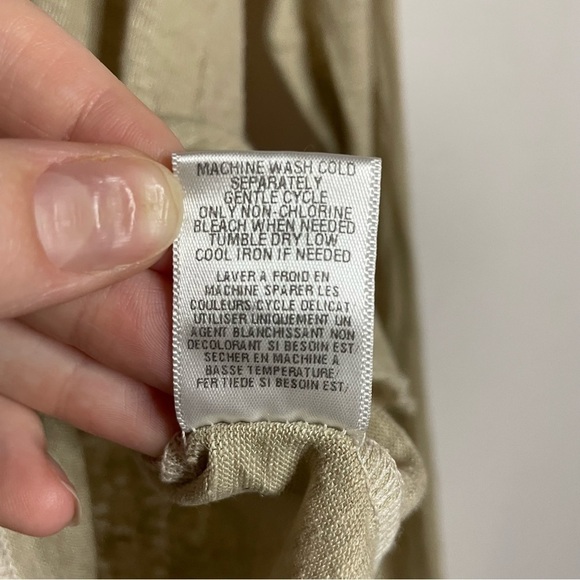 MACHINE WASH COLD
SEPARATELY
GENTLE CYCLE
ONLY NON-CHLORINE
BLEACH WHEN NEEDED
TUMBLE DRY LOW
COOL IRON IF NEEDED
LAVER A FROID EN
MACHINE SPARER LES
COULEURS CYCLE DELICAT
UTILISER UNIQUEMENT UN
AGENT BLANCHISSANT NON
DECOLORANT SI BESOIN EST/
SECHER EN MACHINE A
BASSE TEMPERATURE/
FER TIEDE SI BESOIN EST/